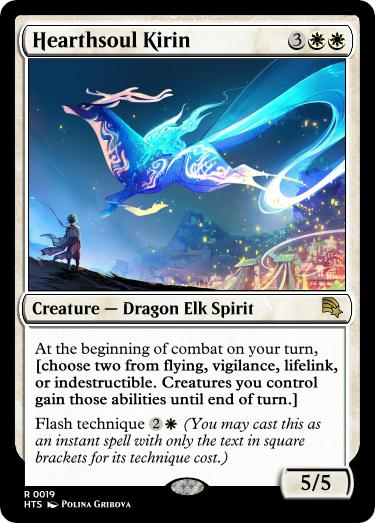 Hearthsoul Kirin 3
Creature — Dragon Elk Spirit
At the beginning of combat on your turn,
[choose two from flying, vigilance, lifelink,
or indestructible. Creatures you control
gain those abilities until end of turn.]
Flash technique 2 (You may cast this
as an instant spell with only the text in square
brackets for its technique cost.)
5/5
R 0019
HTS Polina Gribova